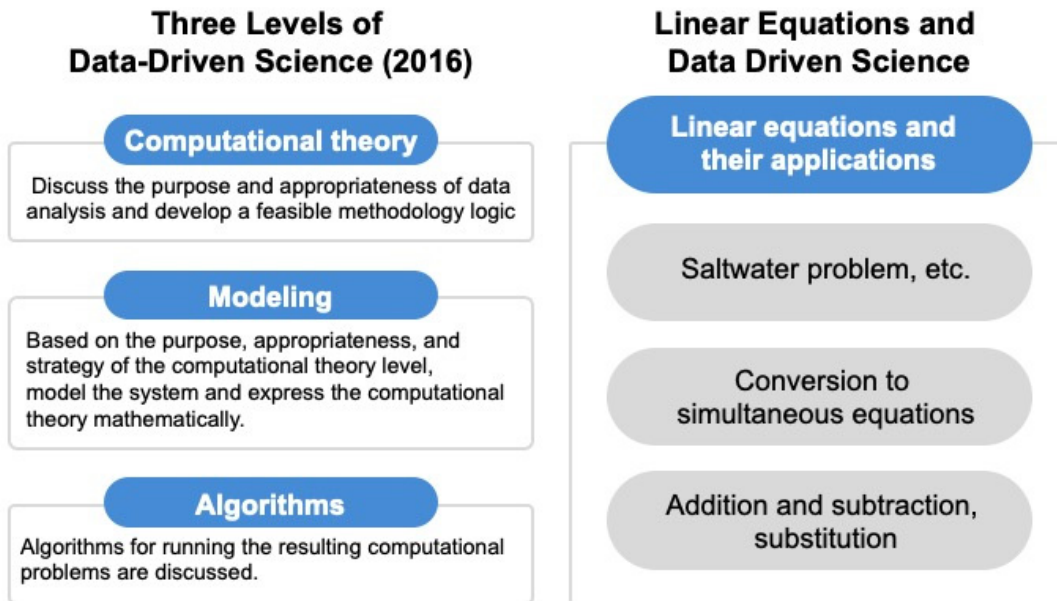 Three Levels of
Data-Driven Science (2016)
Computational theory
Discuss the purpose and appropriateness of data
analysis and develop a feasible methodology logic
Modeling
Based on the purpose, appropriateness, and
strategy of the computational theory level,
model the system and express the computational
theory mathematically.
Algorithms
Algorithms for running the resulting computational
problems are discussed.
Linear Equations and
Data Driven Science
Linear equations and
their applications
Saltwater problem, etc.
Conversion to
simultaneous equations
Addition and subtraction,
substitution